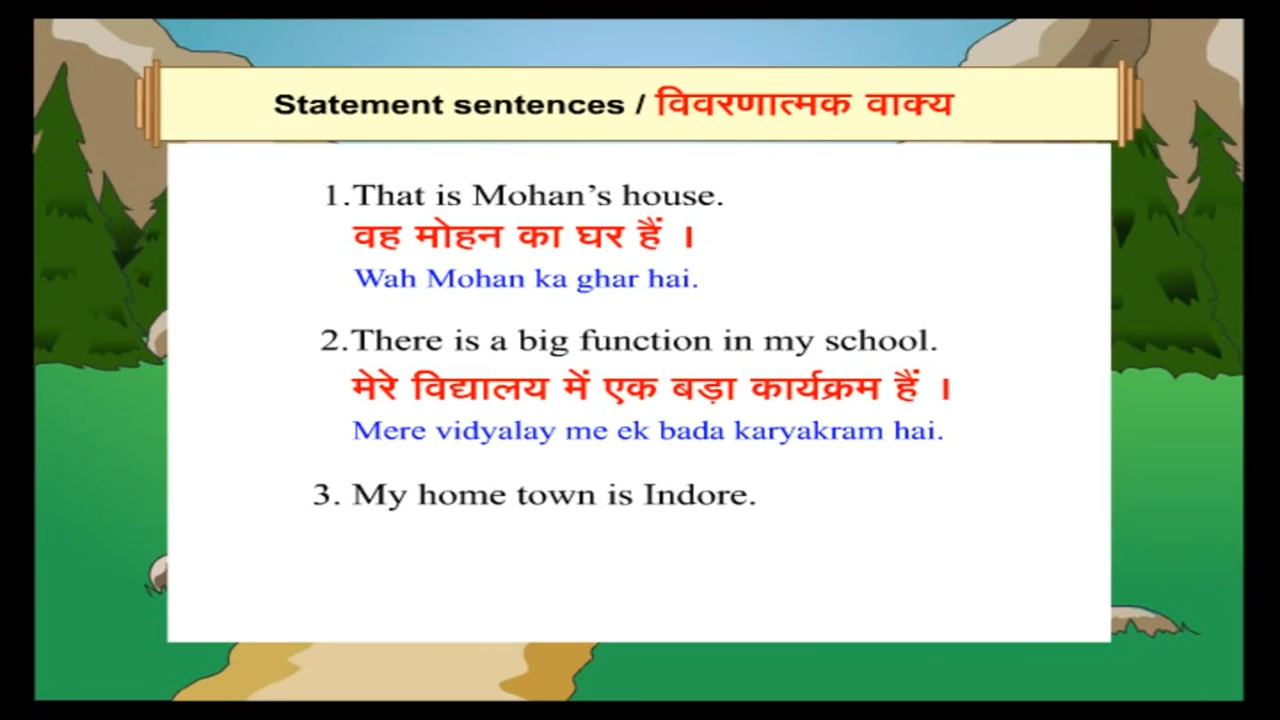 Statement sentences / विवरणात्मक वाक्य
1.That is Mohan’s house.
वह मोहन का घर हैं ।
Wah Mohan ka ghar hai.
2.There is a big function in my school.
मेरे विद्यालय में एक बड़ा कार्यक्रम हैं ।
Mere vidyalay me ek bada karyakram hai.
3. My home town is Indore.